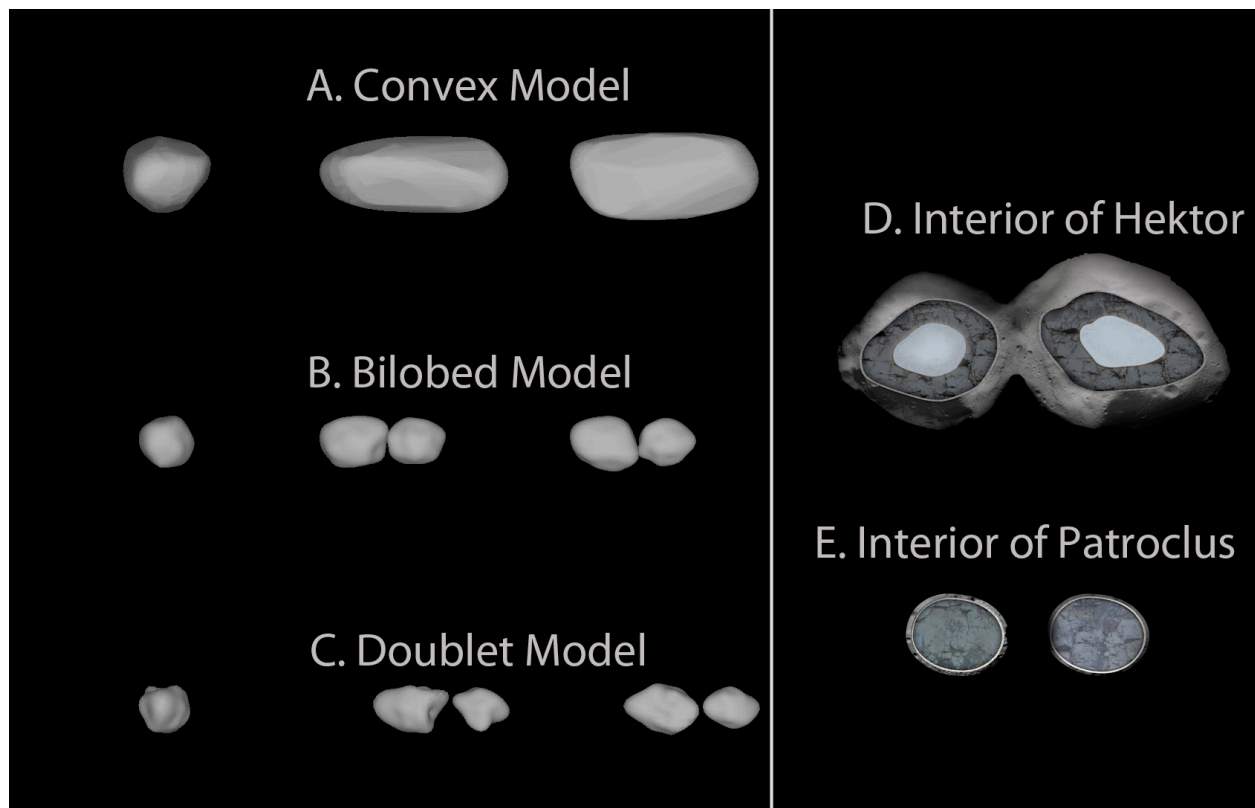 A. Convex Model
B. Bilobed Model
C. Doublet Model
D. Interior of Hektor
E. Interior of Patroclus